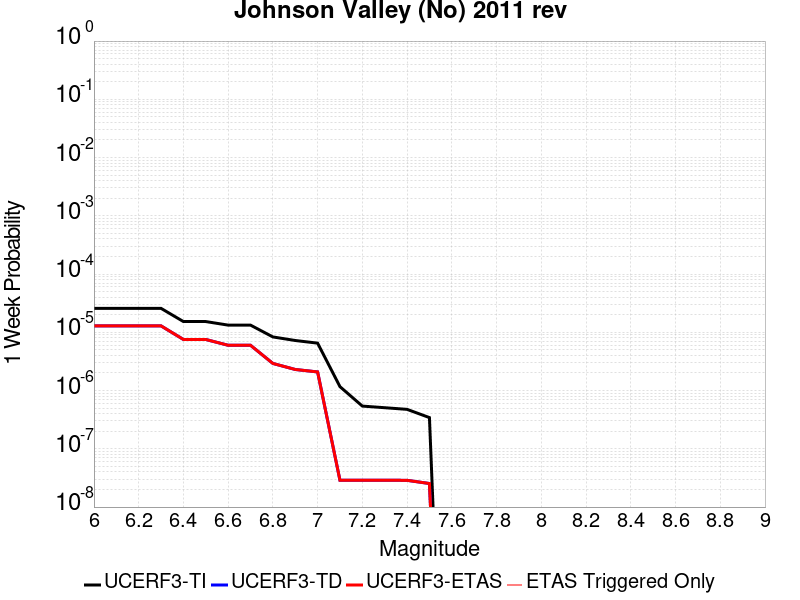 Johnson Valley (No) 2011 rev
1 Week Probability
10^0
10^-1
10^-2
10^-3
10^-4
10^-5
10^-6
10^-7
10^-8
6 6.2 6.4 6.6 6.8 7 7.2 7.4 7.6 7.8 8 8.2 8.4 8.6 8.8 9
Magnitude
UCERF3-TI UCERF3-TD UCERF3-ETAS ETAS Triggered Only